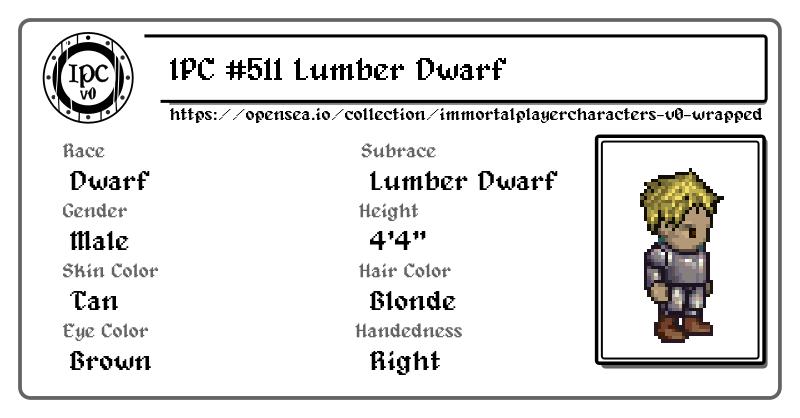 IPC
v0
IPC #511 Lumber Dwarf
https://opensea.io/collection/immortalplayercharacters-v0-wrapped
Race
Subrace
Dwarf
Lumber Dwarf
Gender
Height
Male
4'4"
Skin Color
Hair Color
Tan
Blonde
Eye Color
Handedness
Brown
Right